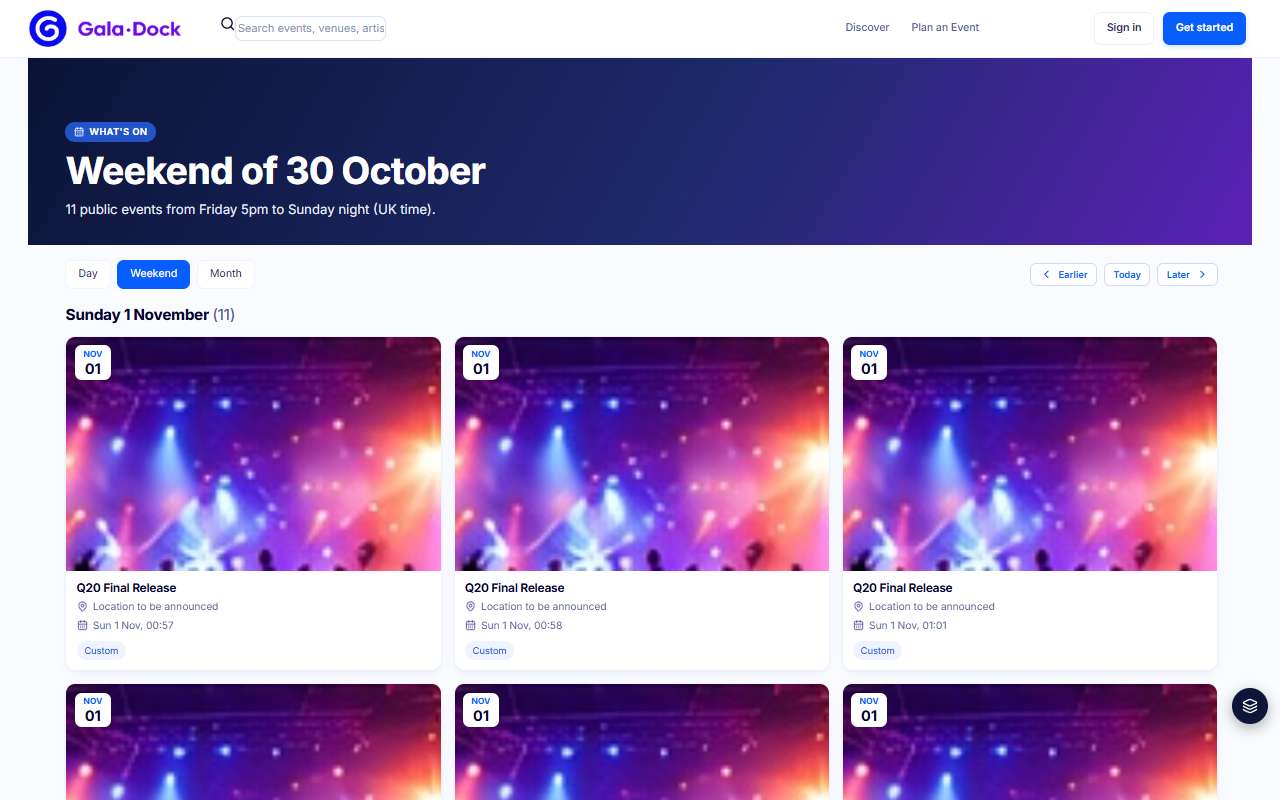 Gala·Dock
Search events, venues, artis
Discover
Plan an Event
Sign in
Get started
WHAT'S ON
Weekend of 30 October
11 public events from Friday 5pm to Sunday night (UK time).
Day
Weekend
Month
Earlier
Today
Later
Sunday 1 November (11)
NOV
01
NOV
01
NOV
01
Q20 Final Release
Location to be announced
Sun 1 Nov, 00:57
Custom
Q20 Final Release
Location to be announced
Sun 1 Nov, 00:58
Custom
Q20 Final Release
Location to be announced
Sun 1 Nov, 01:01
Custom
NOV
01
NOV
01
NOV
01